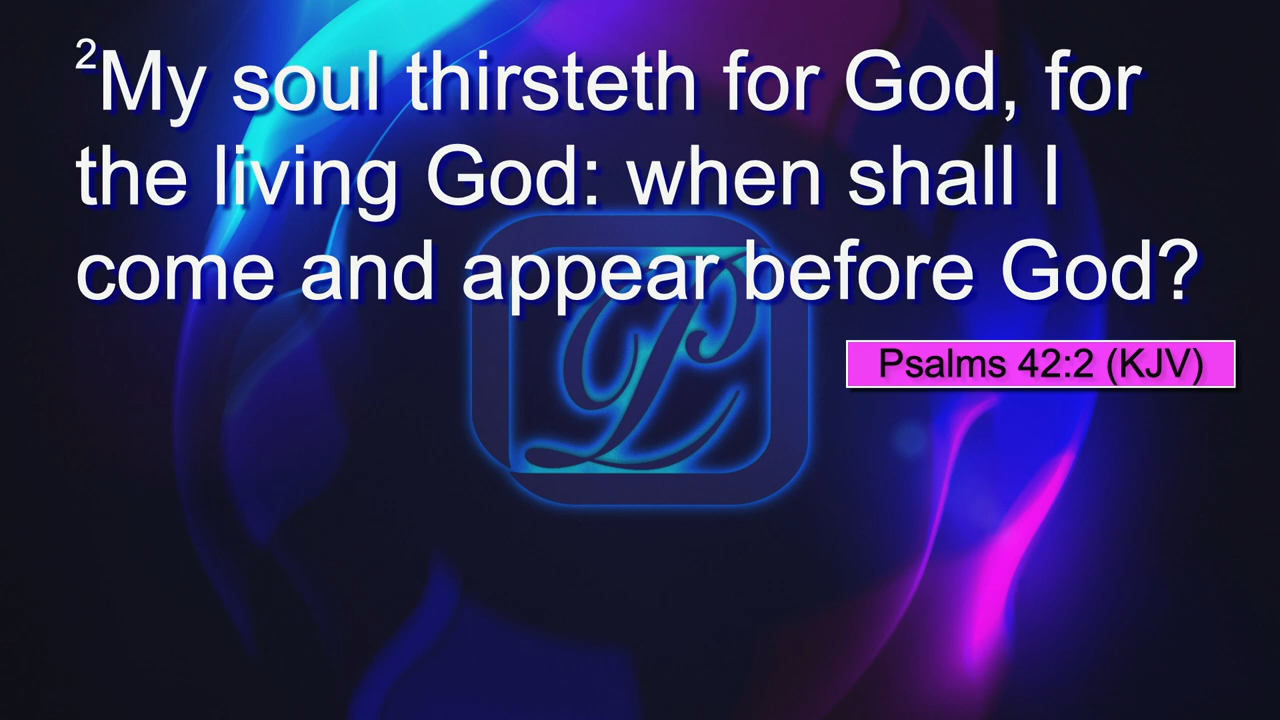 2My soul thirsteth for God, for
the living God: when shall I
come and appear before God?
Psalms 42:2 (KJV)